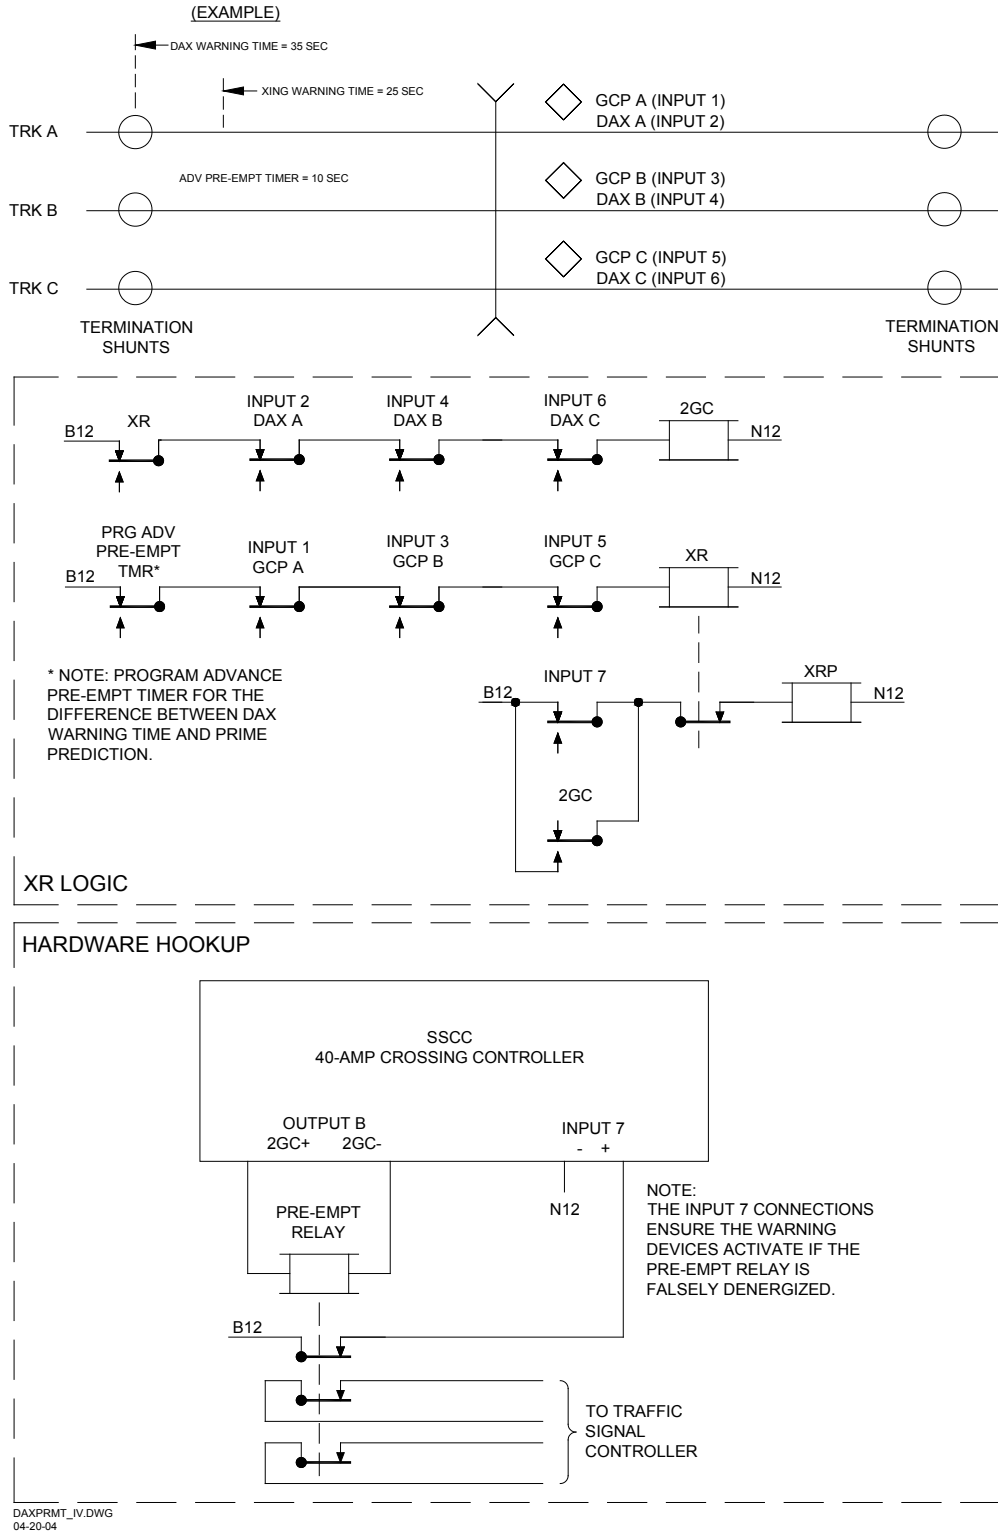 (EXAMPLE)
DAX WARNING TIME = 35 SEC
XING WARNING TIME = 25 SEC
GCP A (INPUT 1)
DAX A (INPUT 2)
TRK A
ADV PRE-EMPT TIMER = 10 SEC
GCP B (INPUT 3)
DAX B (INPUT 4)
TRK B
GCP C (INPUT 5)
DAX C (INPUT 6)
TRK C
TERMINATION
SHUNTS
TERMINATION
SHUNTS
B12
XR
INPUT 2
DAX A
INPUT 4
DAX B
INPUT 6
DAX C
2GC
N12
B12
PRG ADV
PRE-EMPT
TMR*
INPUT 1
GCP A
INPUT 3
GCP B
INPUT 5
GCP C
XR
N12
* NOTE: PROGRAM ADVANCE
PRE-EMPT TIMER FOR THE
DIFFERENCE BETWEEN DAX
WARNING TIME AND PRIME
PREDICTION.
B12
INPUT 7
XRP
N12
2GC
XR LOGIC
HARDWARE HOOKUP
SSCC
40-AMP CROSSING CONTROLLER
OUTPUT B
2GC+ 2GC-
INPUT 7
- +
N12
PRE-EMPT
RELAY
NOTE:
THE INPUT 7 CONNECTIONS
ENSURE THE WARNING
DEVICES ACTIVATE IF THE
PRE-EMPT RELAY IS
FALSELY DENERGIZED.
B12
TO TRAFFIC
SIGNAL
CONTROLLER
DAXPRMT_IV.DWG
04-20-04